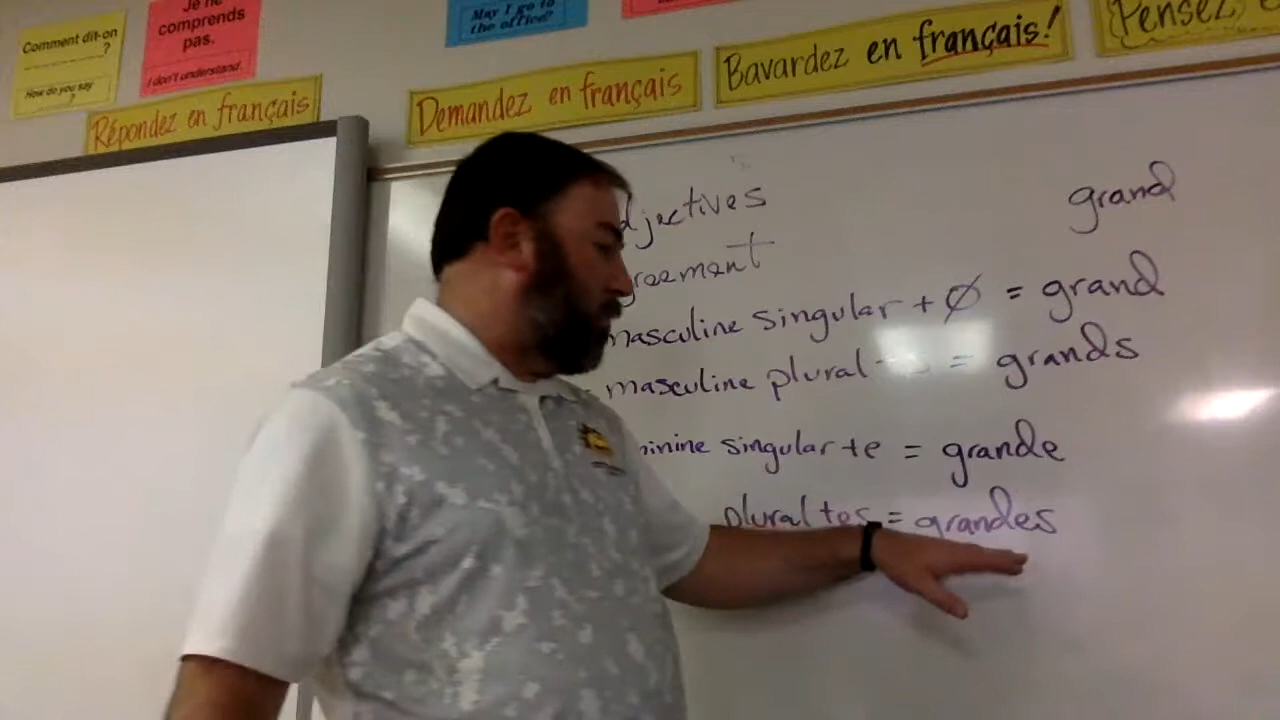 Comment dit-on
?
How do you say
?
Je ne
comprends
pas.
I don't understand.
May I go to
the office?
Répondez en français
Demandez en français
Bavardez en français!
Pensez e
djectives
grand
reement
masculine singular + Ø = grand
masculine plural = grands
inine singular +e = grande
plural +es = grandes